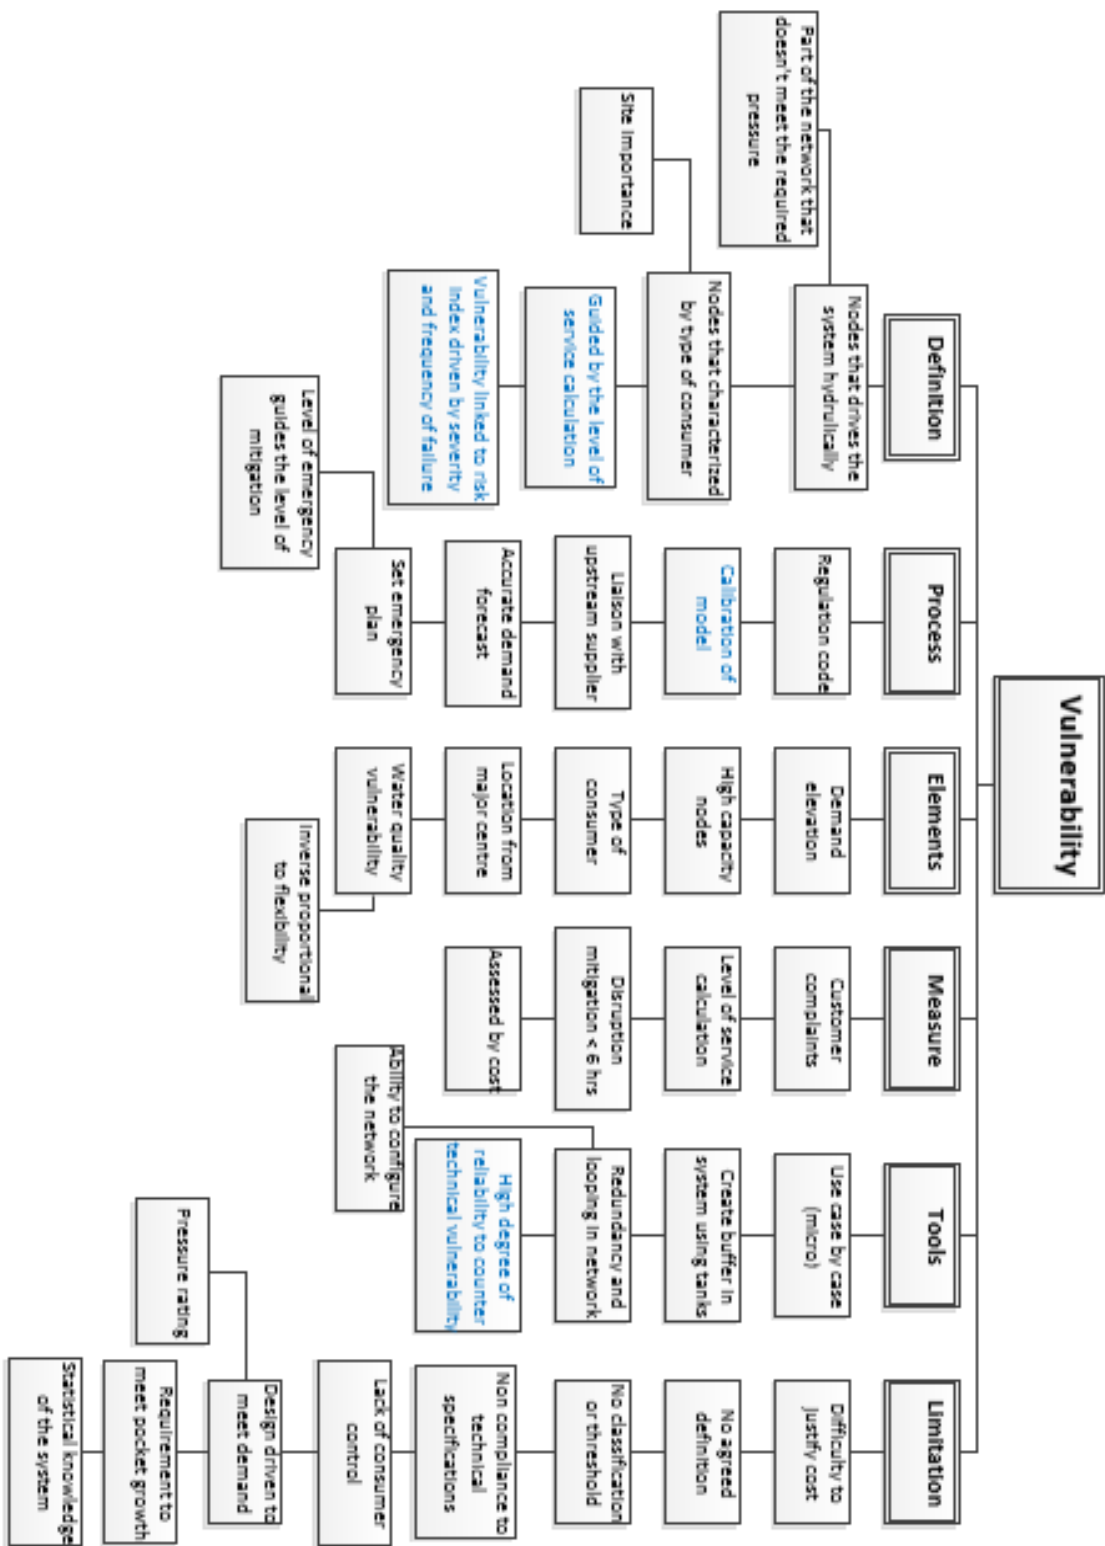 Vulnerability
Definition
Nodes that drives the
system hydrulically
Part of the network that
doesn't meet the required
pressure
Nodes that characterized
by type of consumer
Site Importance
Guided by the level of
service calculation
Vulnerability linked to risk
index driven by severity
and frequency of failure
Process
Regulation code
Calibration of
model
Liaison with
upstream supplier
Accurate demand
forecast
Set emergency
plan
Level of emergency
guides the level of
mitigation
Elements
Demand
elevation
High capacity
nodes
Type of
consumer
Location from
major centre
Water quality
vulnerability
Inverse proportional
to flexibility
Measure
Customer
complaints
Level of service
calculation
Disruption
mitigation < 6 hrs
Assessed by cost
Tools
Use case by case
(micro)
Create buffer in
system using tanks
Redundancy and
looping in network
Ability to configure
the network
High degree of
reliability to counter
technical vulnerability
Limitation
Difficulty to
justify cost
No agreed
definition
No classification
or threshold
Non compliance to
technical
specifications
Lack of consumer
control
Design driven to
meet demand
Pressure rating
Requirement to
meet pocket growth
Statistical knowledge
of the system